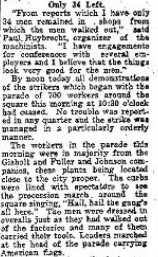 Only 34 Left.
"From reports which I have only
34 men remained in . shops from
which the men walked out," said
Paul Ruybrecht, organizer of the
machinists. "I have engagements
for conferences with several em-
ployers and I believe that the things
look very good for the men."
By noon today all demonstrations
of the strikers which began with the
parade of 700 workers around the
square this morning at 10:30 o'clock
had ceased. No trouble was report-
ed in any quarter and the strike was
managed in a particularly orderly
manner.
The workers in the parade this
morning were in majority from the
Gisholt and Fuller and Johnson com-
panies, these plants being located
close to the city proper. The curbs
were lined with spectators to see
the procession march around the
square singing, "Hail, hail the gang's
all here." The men were dressed in
overalls just as they had walked out
of the factories and many of them
carried their tools. Leaders marched
at the head of the parade carrying
American flags.